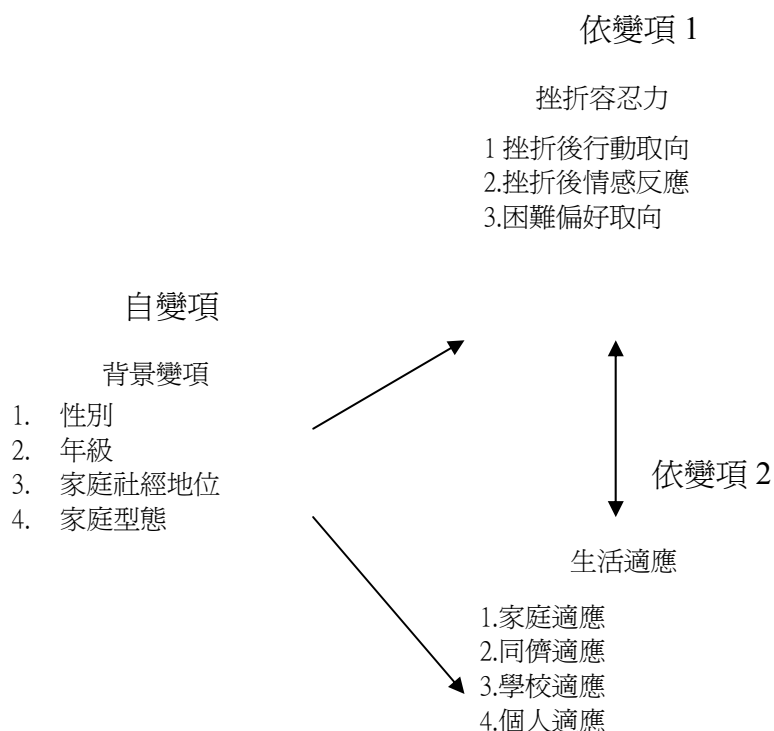 依變項 1
挫折容忍力
1 挫折後行動取向
2.挫折後情感反應
3.困難偏好取向
自變項
背景變項
1. 性別
2. 年級
3. 家庭社經地位
4. 家庭型態
依變項 2
生活適應
1.家庭適應
2.同儕適應
3.學校適應
4.個人適應